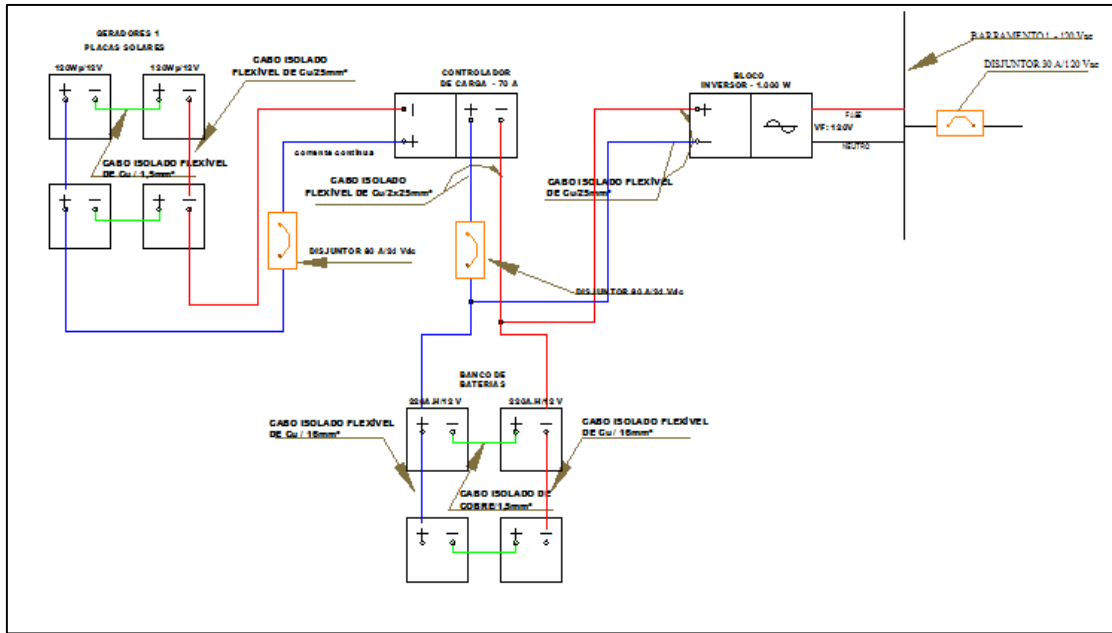 GERADORES 1
PLACAS SOLARES
120Wp/12V
120Wp/12V
CABO ISOLADO
FLEXÍVEL DE Cu/25mm²
CABO ISOLADO FLEXÍVEL
DE Cu / 1,5mm²
CONTROLADOR
DE CARGA - 70 A
corrente contínua
CABO ISOLADO
FLEXÍVEL DE Cu/2x25mm²
DISJUNTOR 80 A/24 Vdc
DISJUNTOR 80 A/24 Vdc
BLOCO
INVERSOR - 1.000 W
CABO ISOLADO FLEXÍVEL
DE Cu/25mm²
FASE
VF: 120V
NEUTRO
BARRAMENTO 1 - 120 Vac
DISJUNTOR 30 A/120 Vac
BANCO DE
BATERIAS
220A.H/12 V
220A.H/12 V
CABO ISOLADO FLEXÍVEL
DE Cu / 16mm²
CABO ISOLADO FLEXÍVEL
DE Cu / 16mm²
CABO ISOLADO DE
COBRE/1,5mm²